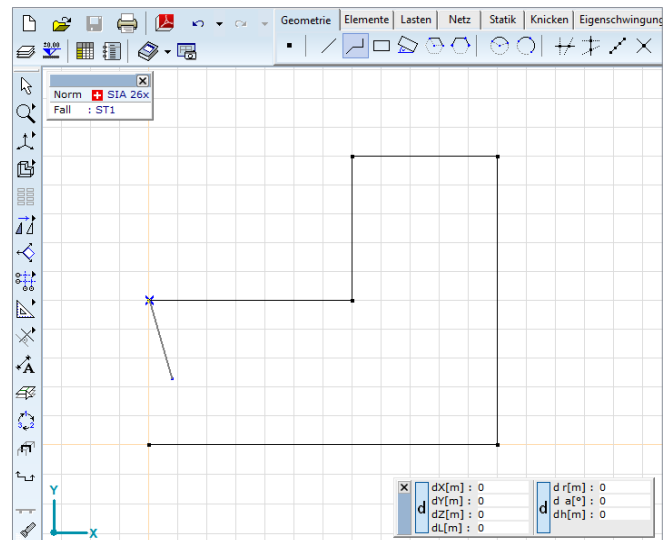 Geometrie Elemente Lasten Netz Statik Knicken Eigenschwingung
Norm SIA 26x
Fall : ST1
Y
X
dX[m] : 0
dY[m] : 0
dZ[m] : 0
dL[m] : 0
d
d r[m] : 0
d a[°] : 0
dh[m] : 0
d